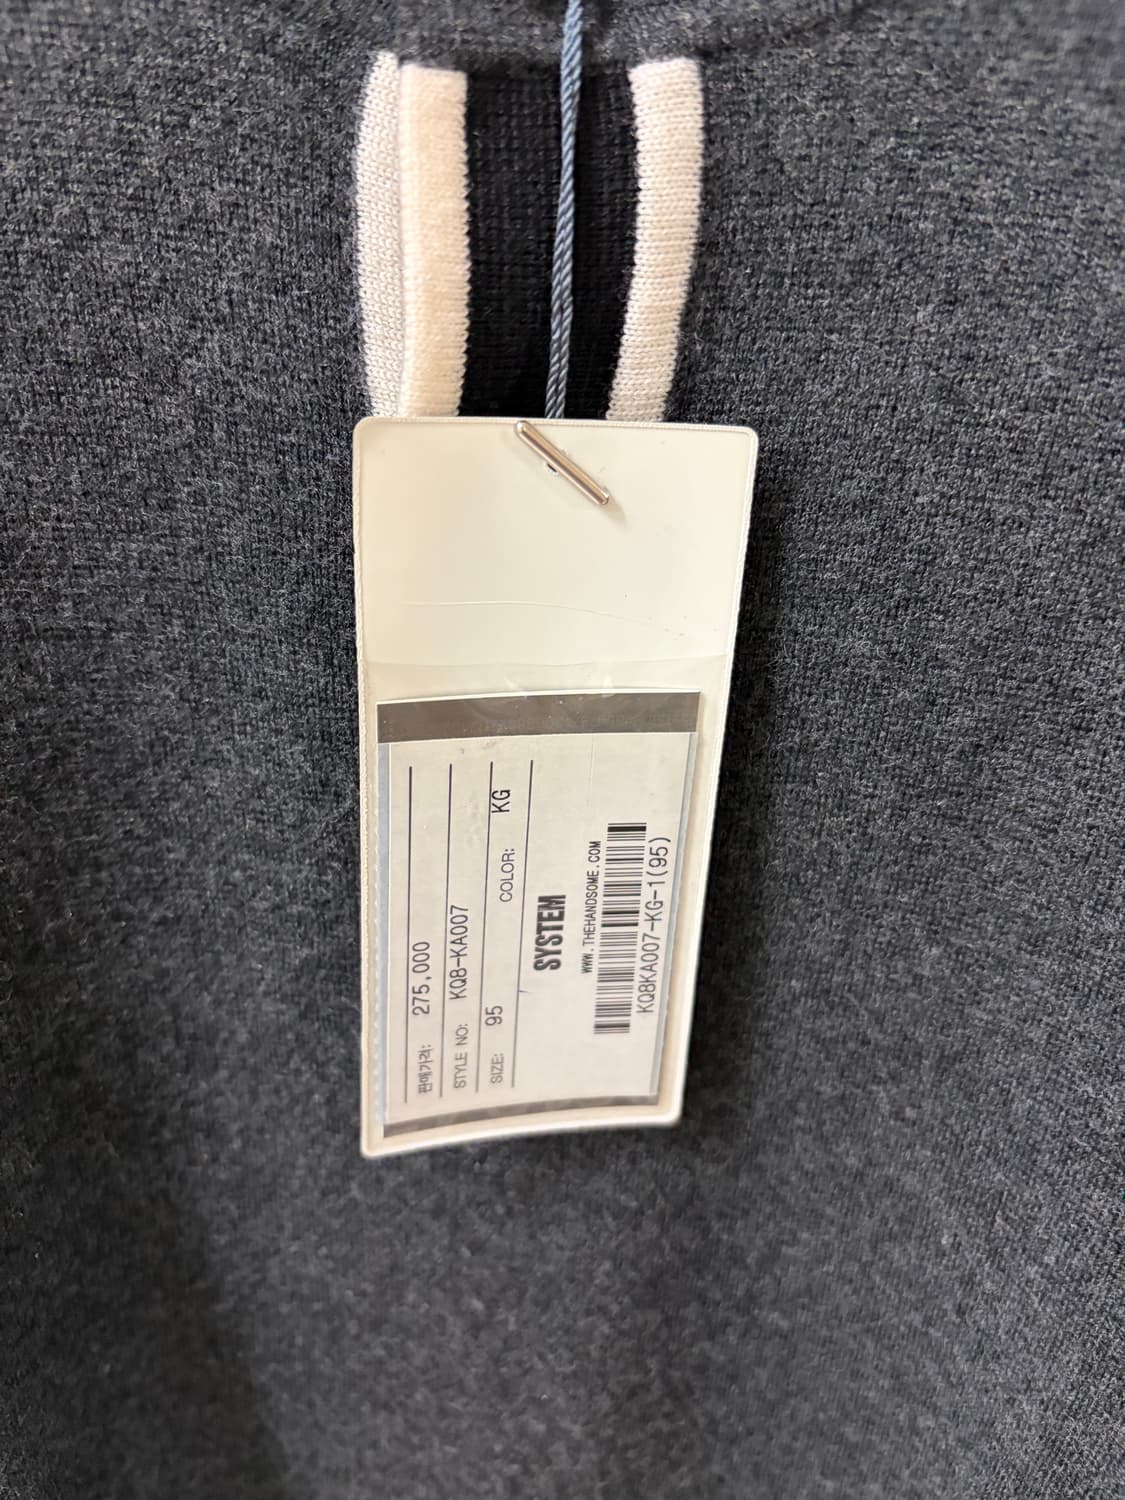 판매가격: 275,000
STYLE NO: KQ8-KA007
SIZE: 95 COLOR: KG
SYSTEM
WWW.THEHANDSOME.COM
KQ8KA007-KG-1(95)